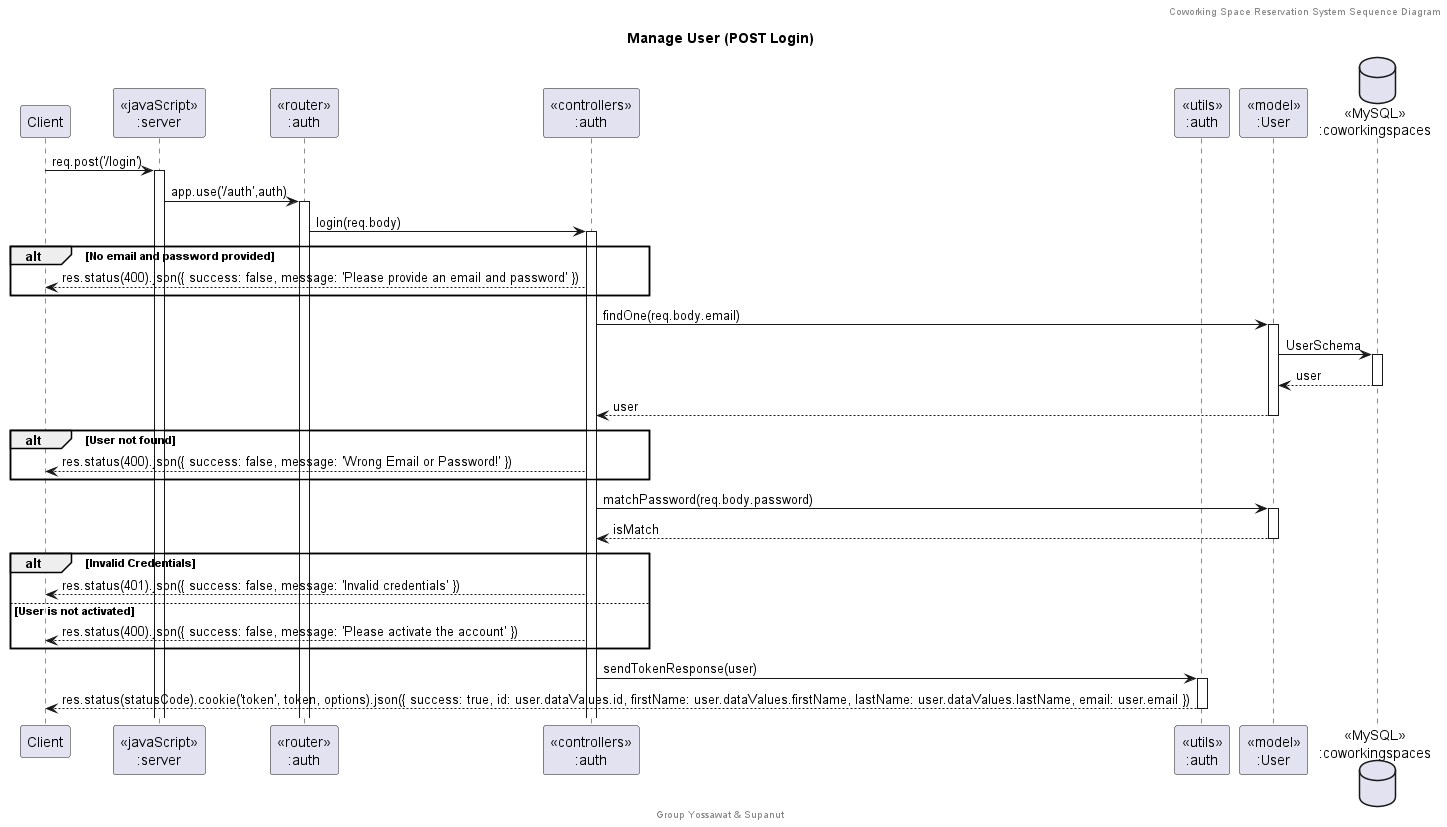 Coworking Space Reservation System Sequence Diagram
Manage User (POST Login)
«javaScript» «router» «controllers» «utils» «model» «MySQL»
Client :server :auth :auth :auth :User :coworkingspaces
req.post('/login')
app.use('/auth',auth)
login(req.body)
alt [No email and password provided]
res.status(400).json({ success: false, message: 'Please provide an email and password' })
findOne(req.body.email)
UserSchema
user
user
alt [User not found]
res.status(400).json({ success: false, message: 'Wrong Email or Password!' })
matchPassword(req.body.password)
isMatch
alt [Invalid Credentials]
res.status(401).json({ success: false, message: 'Invalid credentials' })
[User is not activated]
res.status(400).json({ success: false, message: 'Please activate the account' })
sendTokenResponse(user)
res.status(statusCode).cookie('token', token, options).json({ success: true, id: user.dataValues.id, firstName: user.dataValues.firstName, lastName: user.dataValues.lastName, email: user.email })
«javaScript» «router» «controllers» «utils» «model» «MySQL»
Client :server :auth :auth :auth :User :coworkingspaces
Group Yossawat & Supanut